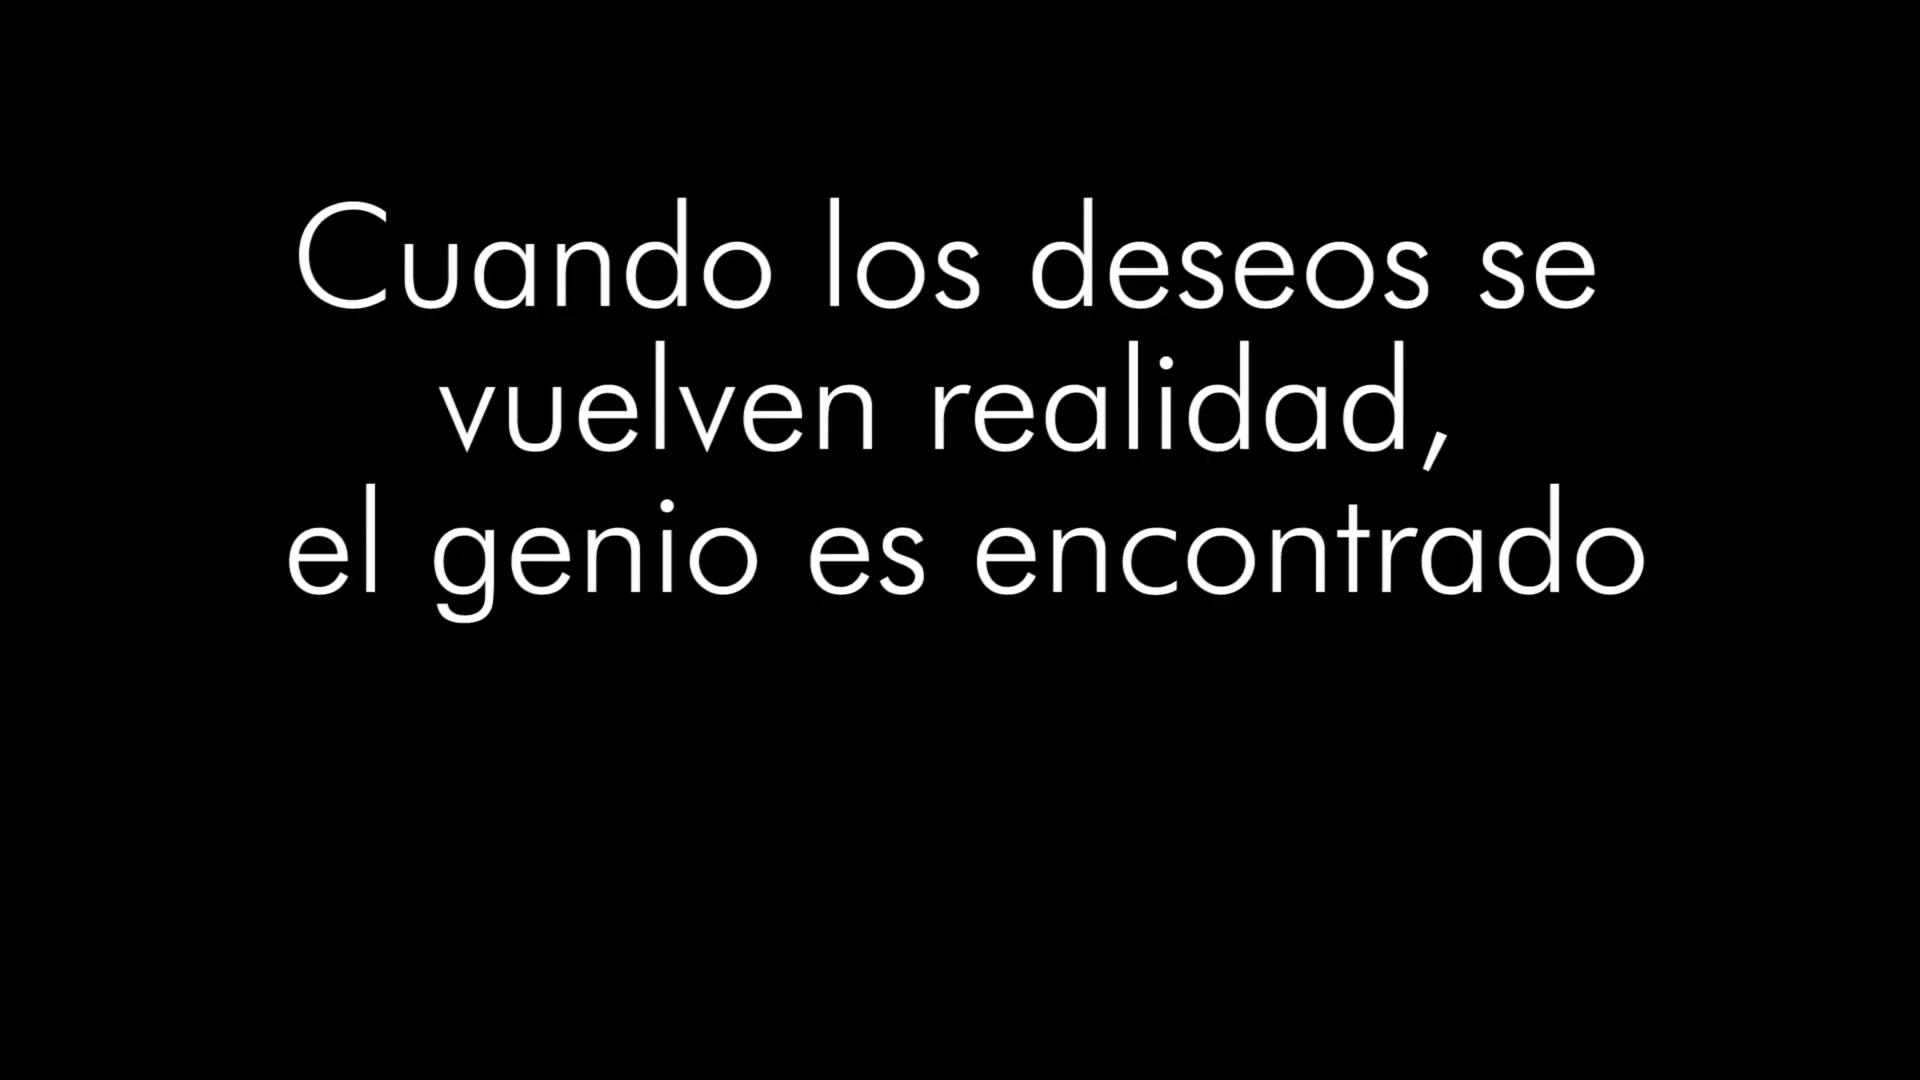 Cuando los deseos se
vuelven realidad,
el genio es encontrado